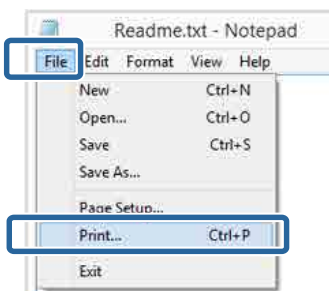 Readme.txt - Notepad
File Edit Format View Help
New Ctrl+N
Open... Ctrl+O
Save Ctrl+S
Save As...
Page Setup...
Print... Ctrl+P
Exit